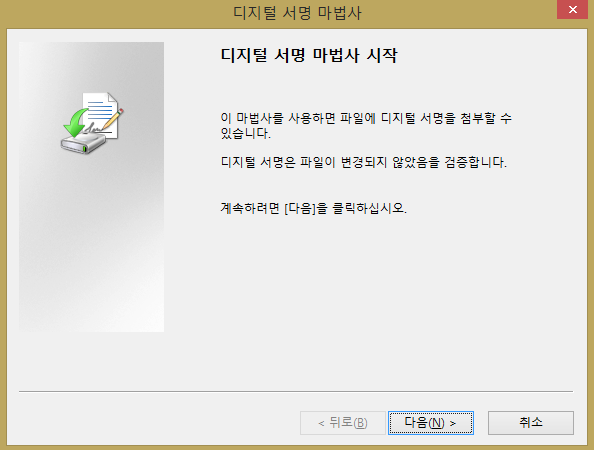 디지털 서명 마법사
디지털 서명 마법사 시작
이 마법사를 사용하면 파일에 디지털 서명을 첨부할 수
있습니다.
디지털 서명은 파일이 변경되지 않았음을 검증합니다.
계속하려면 [다음]을 클릭하십시오.
< 뒤로(B)
다음(N) >
취소